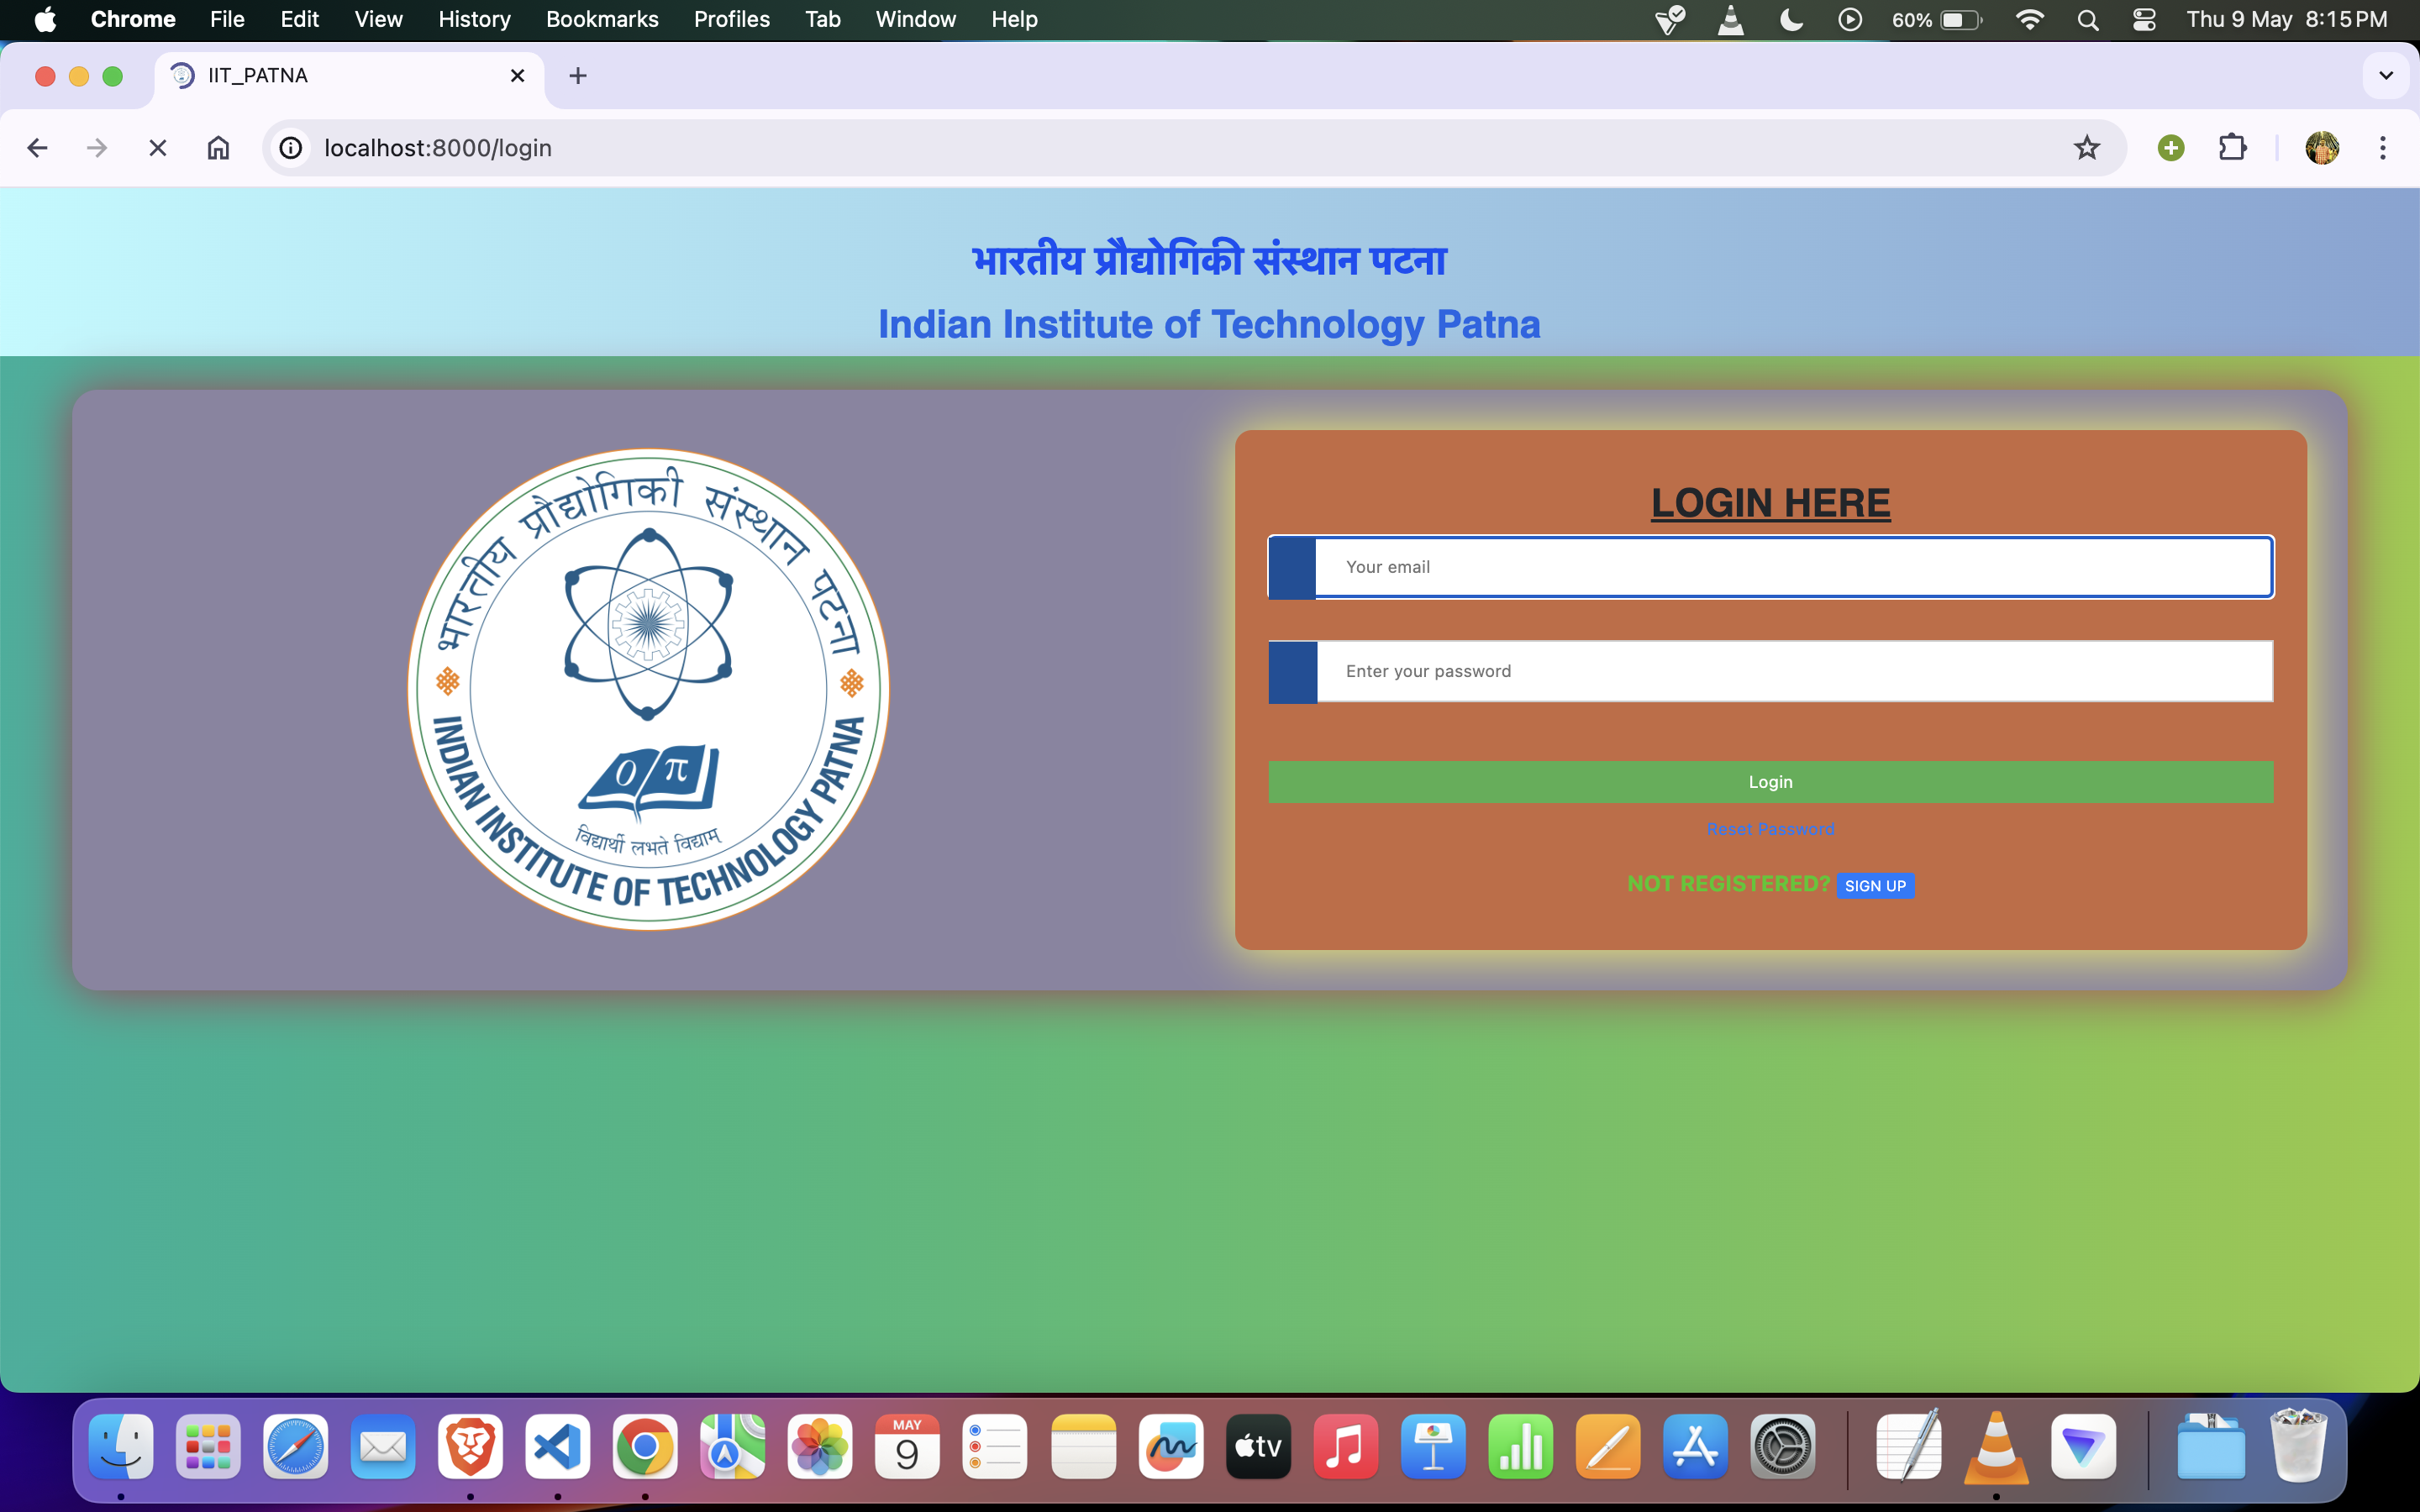 Chrome File Edit View History Bookmarks Profiles Tab Window Help 60% Thu 9 May 8:15 PM
IIT_PATNA
localhost:8000/login
भारतीय प्रौद्योगिकी संस्थान पटना
Indian Institute of Technology Patna
भारतीय प्रौद्योगिकी संस्थान पटना
0 π
विद्यार्थी लभते विद्याम्
INDIAN INSTITUTE OF TECHNOLOGY PATNA
LOGIN HERE
Your email
Enter your password
Login
Reset Password
NOT REGISTERED? SIGN UP
MAY
9
tv